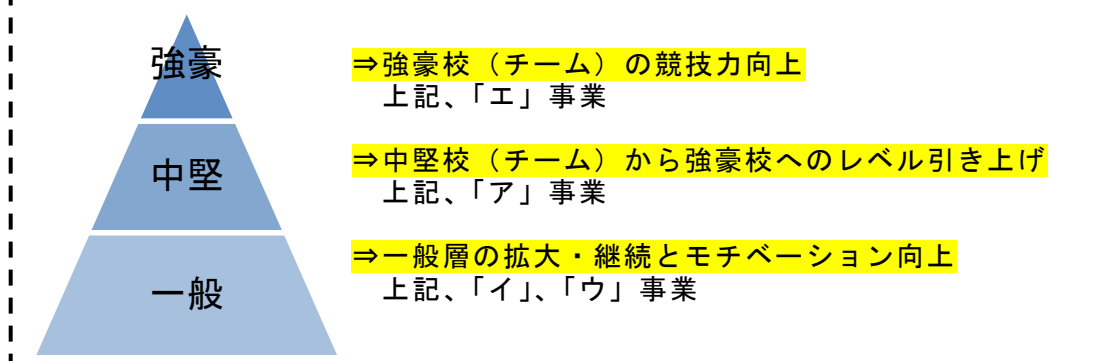 強豪
⇒強豪校（チーム）の競技力向上
上記、「エ」事業
中堅
⇒中堅校（チーム）から強豪校へのレベル引き上げ
上記、「ア」事業
一般
⇒一般層の拡大・継続とモチベーション向上
上記、「イ」、「ウ」事業